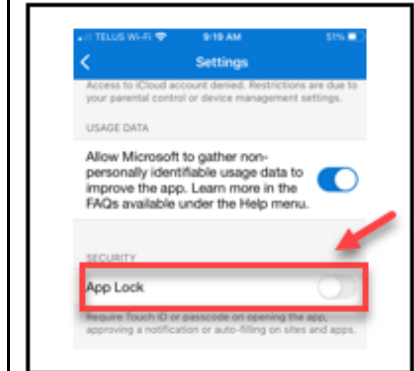 TELUS Wi-Fi 9:19 AM 51%
Settings
Access to iCloud account denied. Restrictions are due to
your parental control or device management settings.
USAGE DATA
Allow Microsoft to gather non-
personally identifiable usage data to
improve the app. Learn more in the
FAQs available under the Help menu.
SECURITY
App Lock
Require Touch ID or passcode on opening the app,
approving a notification or auto-filling on sites and apps.